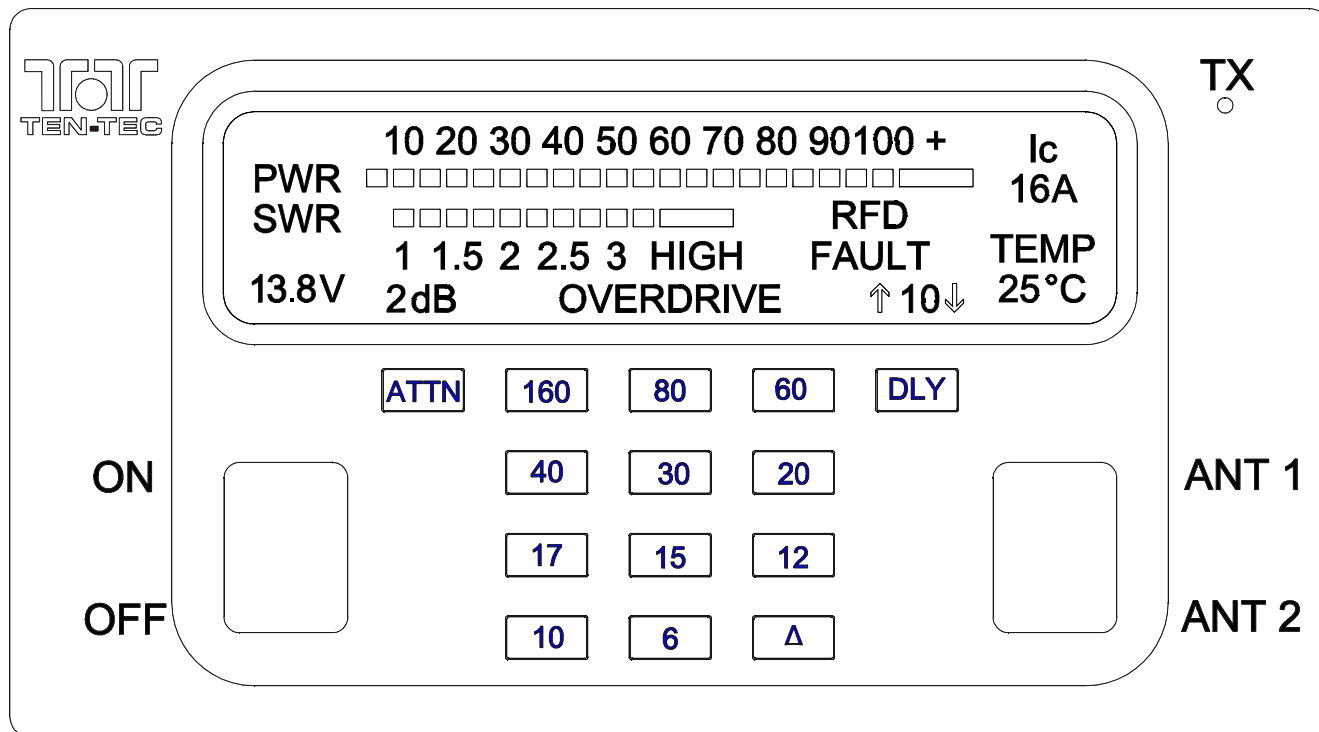 TEN-TEC
TX
10 20 30 40 50 60 70 80 90 100 +
Ic
PWR
16A
SWR
RFD
1 1.5 2 2.5 3 HIGH
FAULT
TEMP
13.8V
2dB
OVERDRIVE
⇑ 10 ⇓
25°C
ATTN 160 80 60 DLY
ON
40 30 20
ANT 1
17 15 12
OFF
10 6 Δ
ANT 2